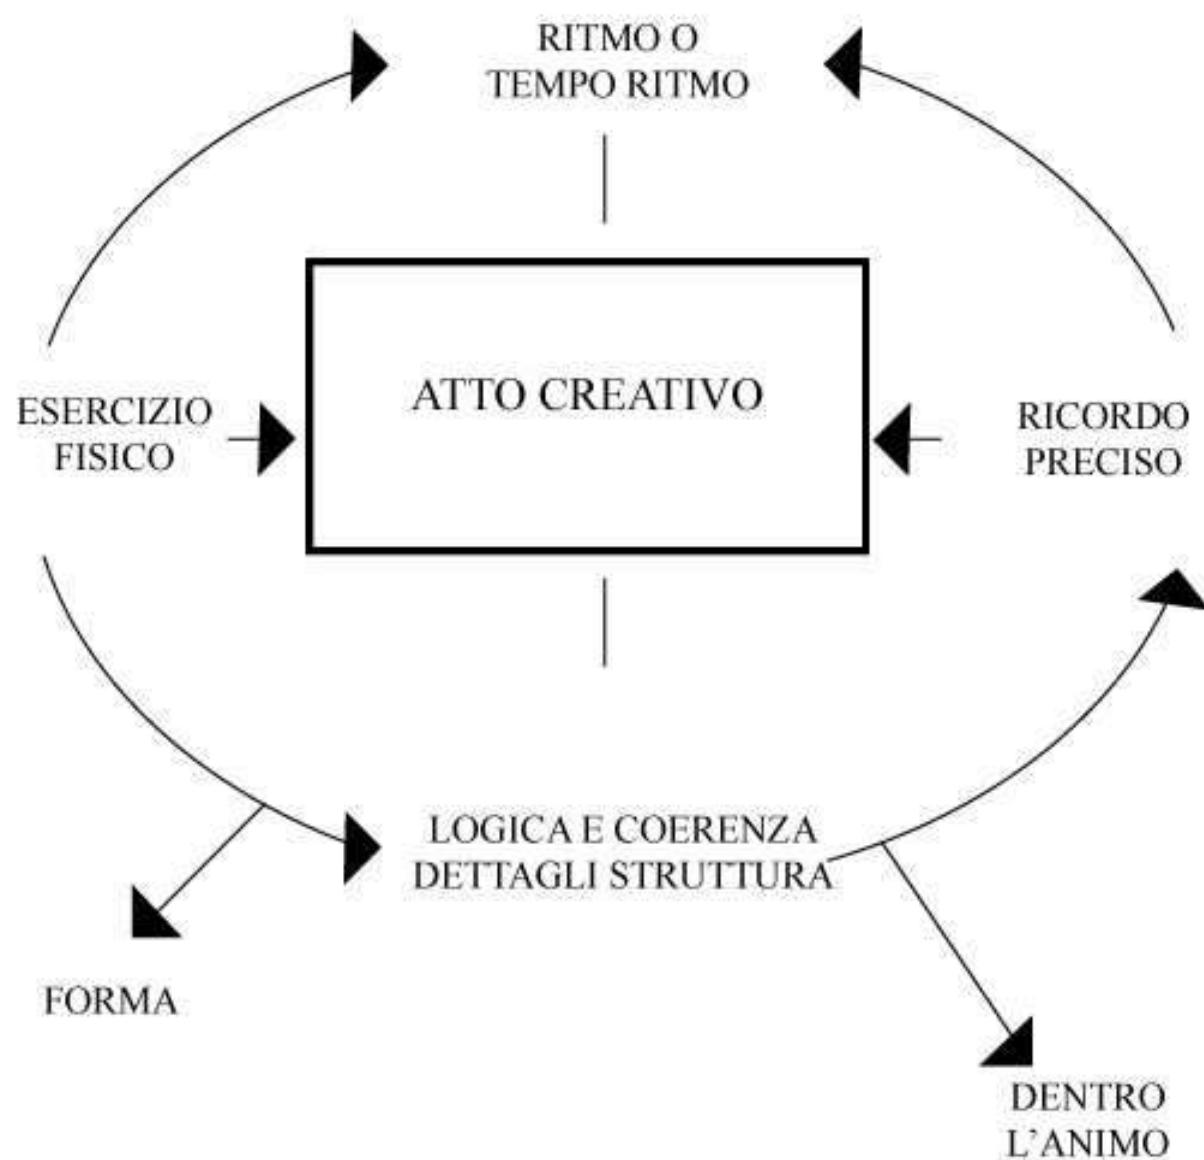 RITMO O
TEMPO RITMO
ATTO CREATIVO
ESERCIZIO
FISICO
RICORDO
PRECISO
LOGICA E COERENZA
DETTAGLI STRUTTURA
FORMA
DENTRO
L'ANIMO